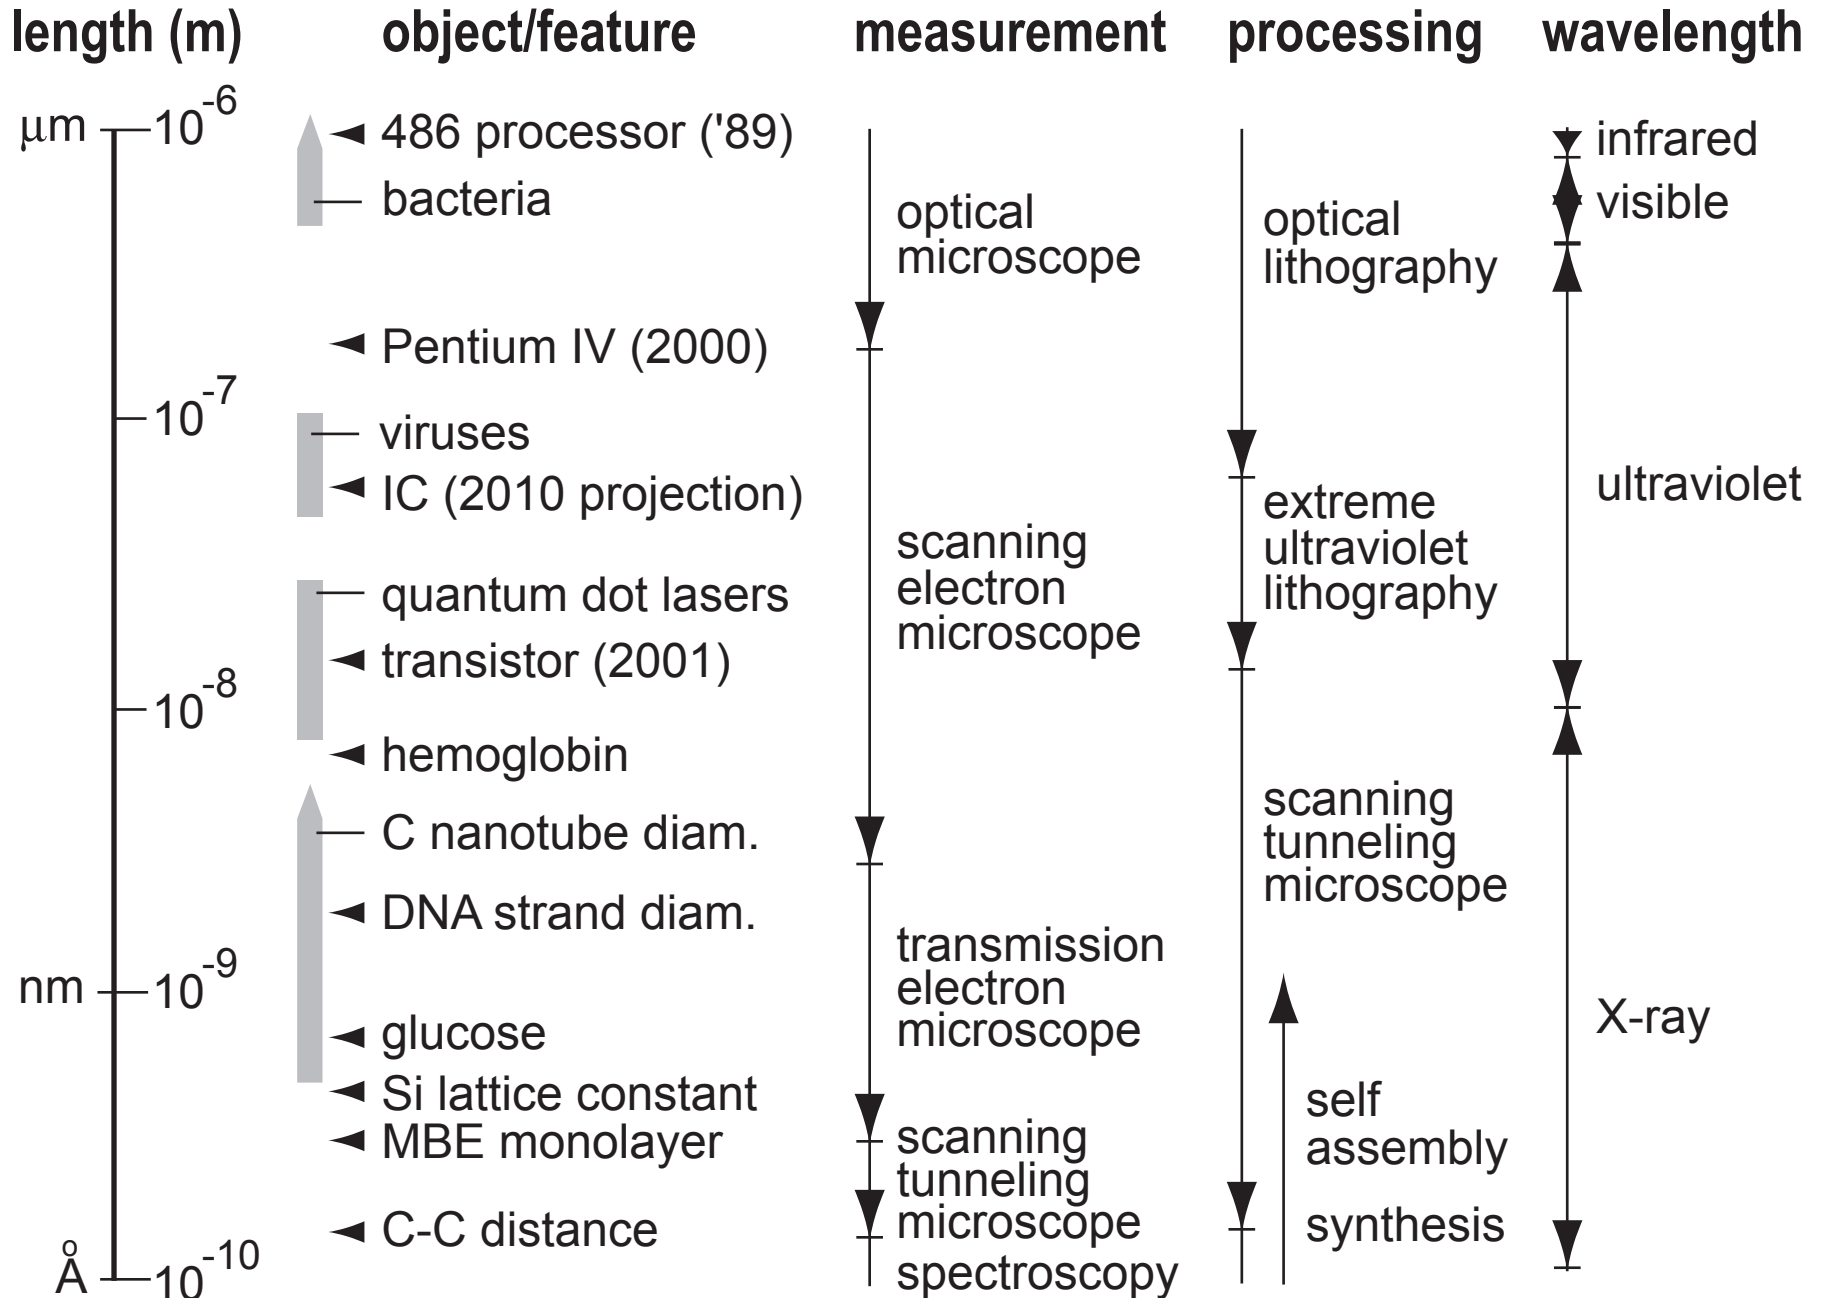 length (m)
object/feature
measurement
processing
wavelength
μm
10-6
10-7
10-8
nm
10-9
Å
10-10
486 processor ('89)
bacteria
Pentium IV (2000)
viruses
IC (2010 projection)
quantum dot lasers
transistor (2001)
hemoglobin
C nanotube diam.
DNA strand diam.
glucose
Si lattice constant
MBE monolayer
C-C distance
optical
microscope
scanning
electron
microscope
transmission
electron
microscope
scanning
tunneling
microscope
spectroscopy
optical
lithography
extreme
ultraviolet
lithography
scanning
tunneling
microscope
self
assembly
synthesis
infrared
visible
ultraviolet
X-ray